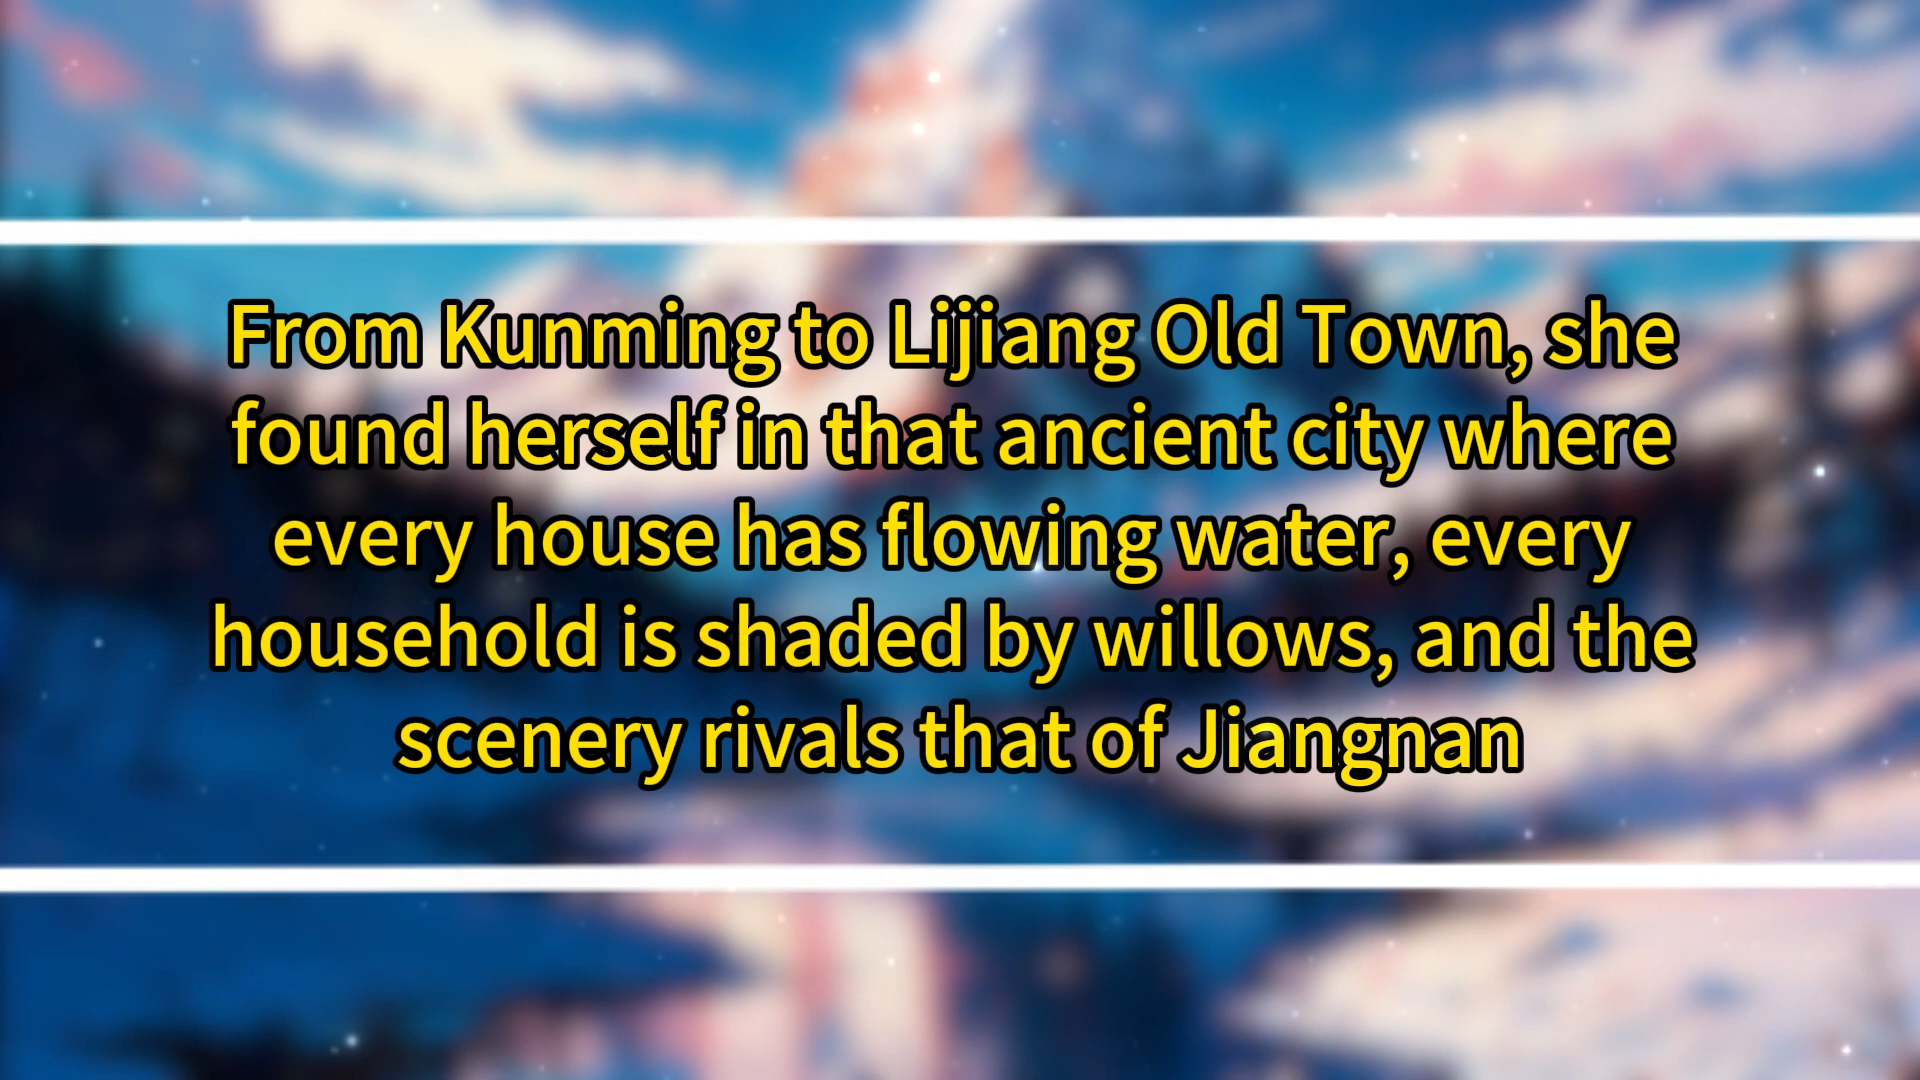 From Kunming to Lijiang Old Town, she
found herself in that ancient city where
every house has flowing water, every
household is shaded by willows, and the
scenery rivals that of Jiangnan